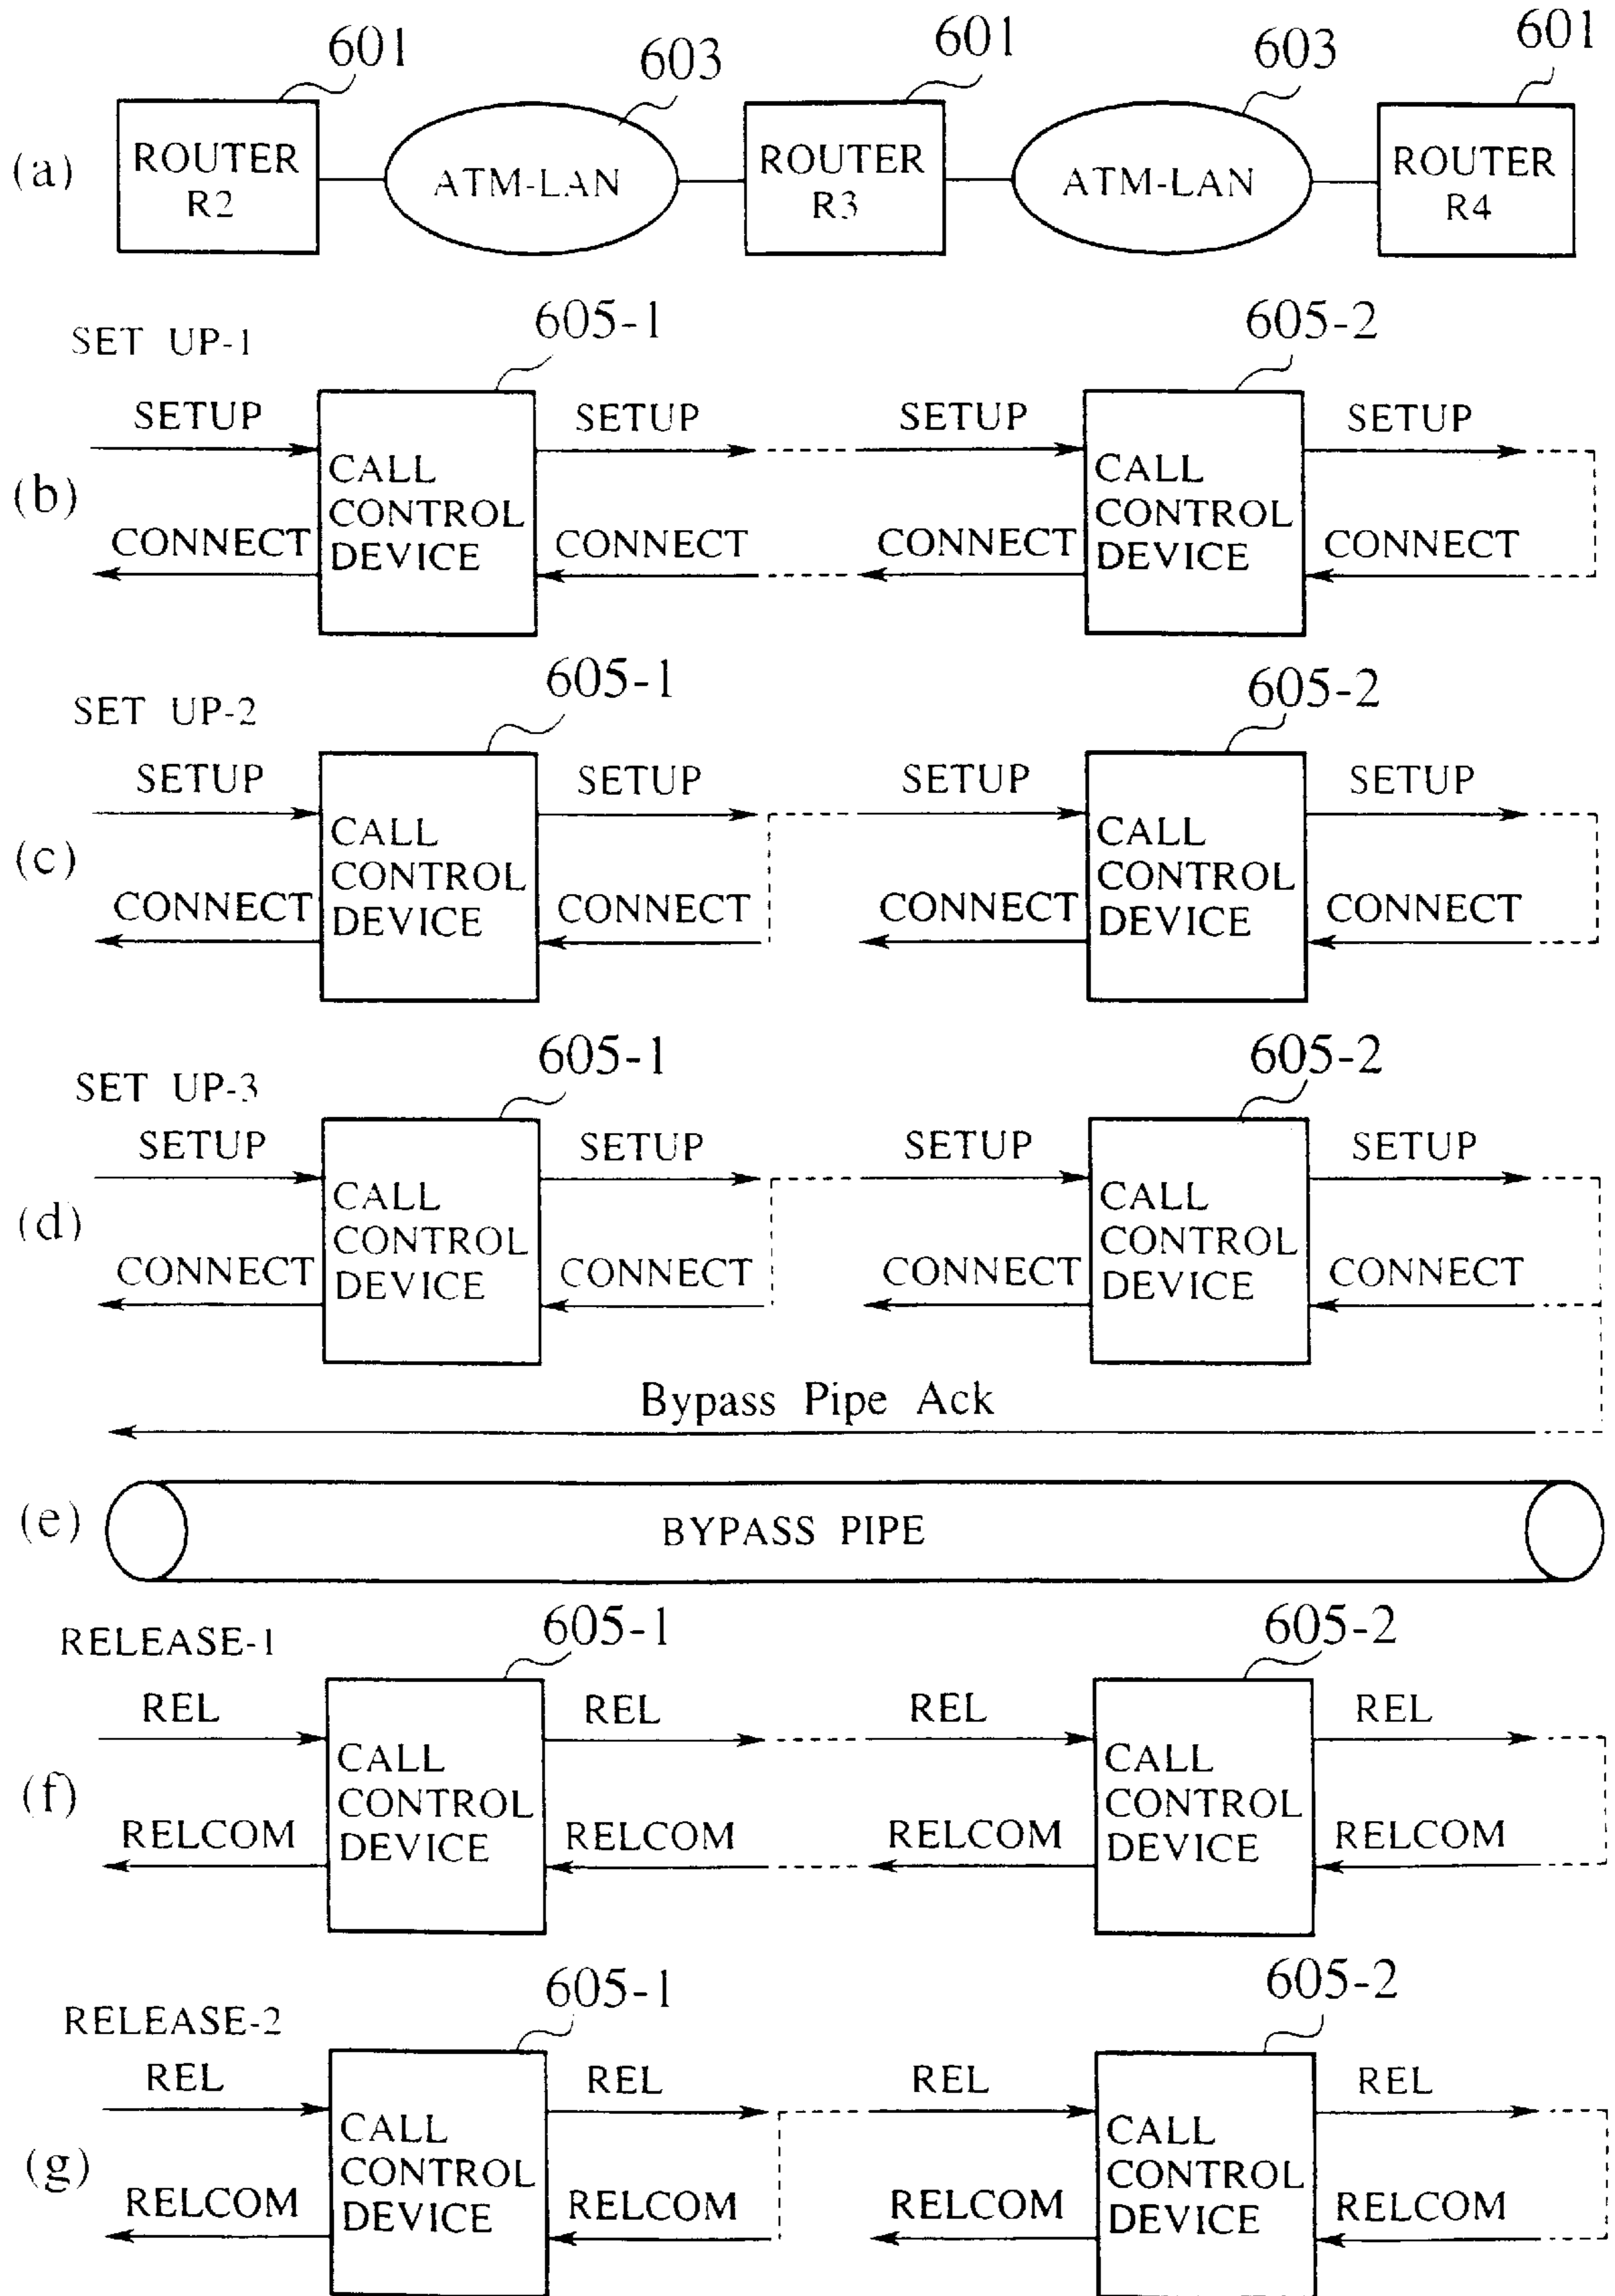 601 603 601 603 601
(a) ROUTER R2 ATM-LAN ROUTER R3 ATM-LAN ROUTER R4
SET UP-1 605-1 605-2
SETUP SETUP SETUP SETUP
(b) CALL CONTROL DEVICE CALL CONTROL DEVICE
CONNECT CONNECT CONNECT CONNECT
SET UP-2 605-1 605-2
SETUP SETUP SETUP SETUP
(c) CALL CONTROL DEVICE CALL CONTROL DEVICE
CONNECT CONNECT CONNECT CONNECT
SET UP-3 605-1 605-2
SETUP SETUP SETUP SETUP
(d) CALL CONTROL DEVICE CALL CONTROL DEVICE
CONNECT CONNECT CONNECT CONNECT
Bypass Pipe Ack
(e) BYPASS PIPE
RELEASE-1 605-1 605-2
REL REL REL REL
(f) CALL CONTROL DEVICE CALL CONTROL DEVICE
RELCOM RELCOM RELCOM RELCOM
RELEASE-2 605-1 605-2
REL REL REL REL
(g) CALL CONTROL DEVICE CALL CONTROL DEVICE
RELCOM RELCOM RELCOM RELCOM